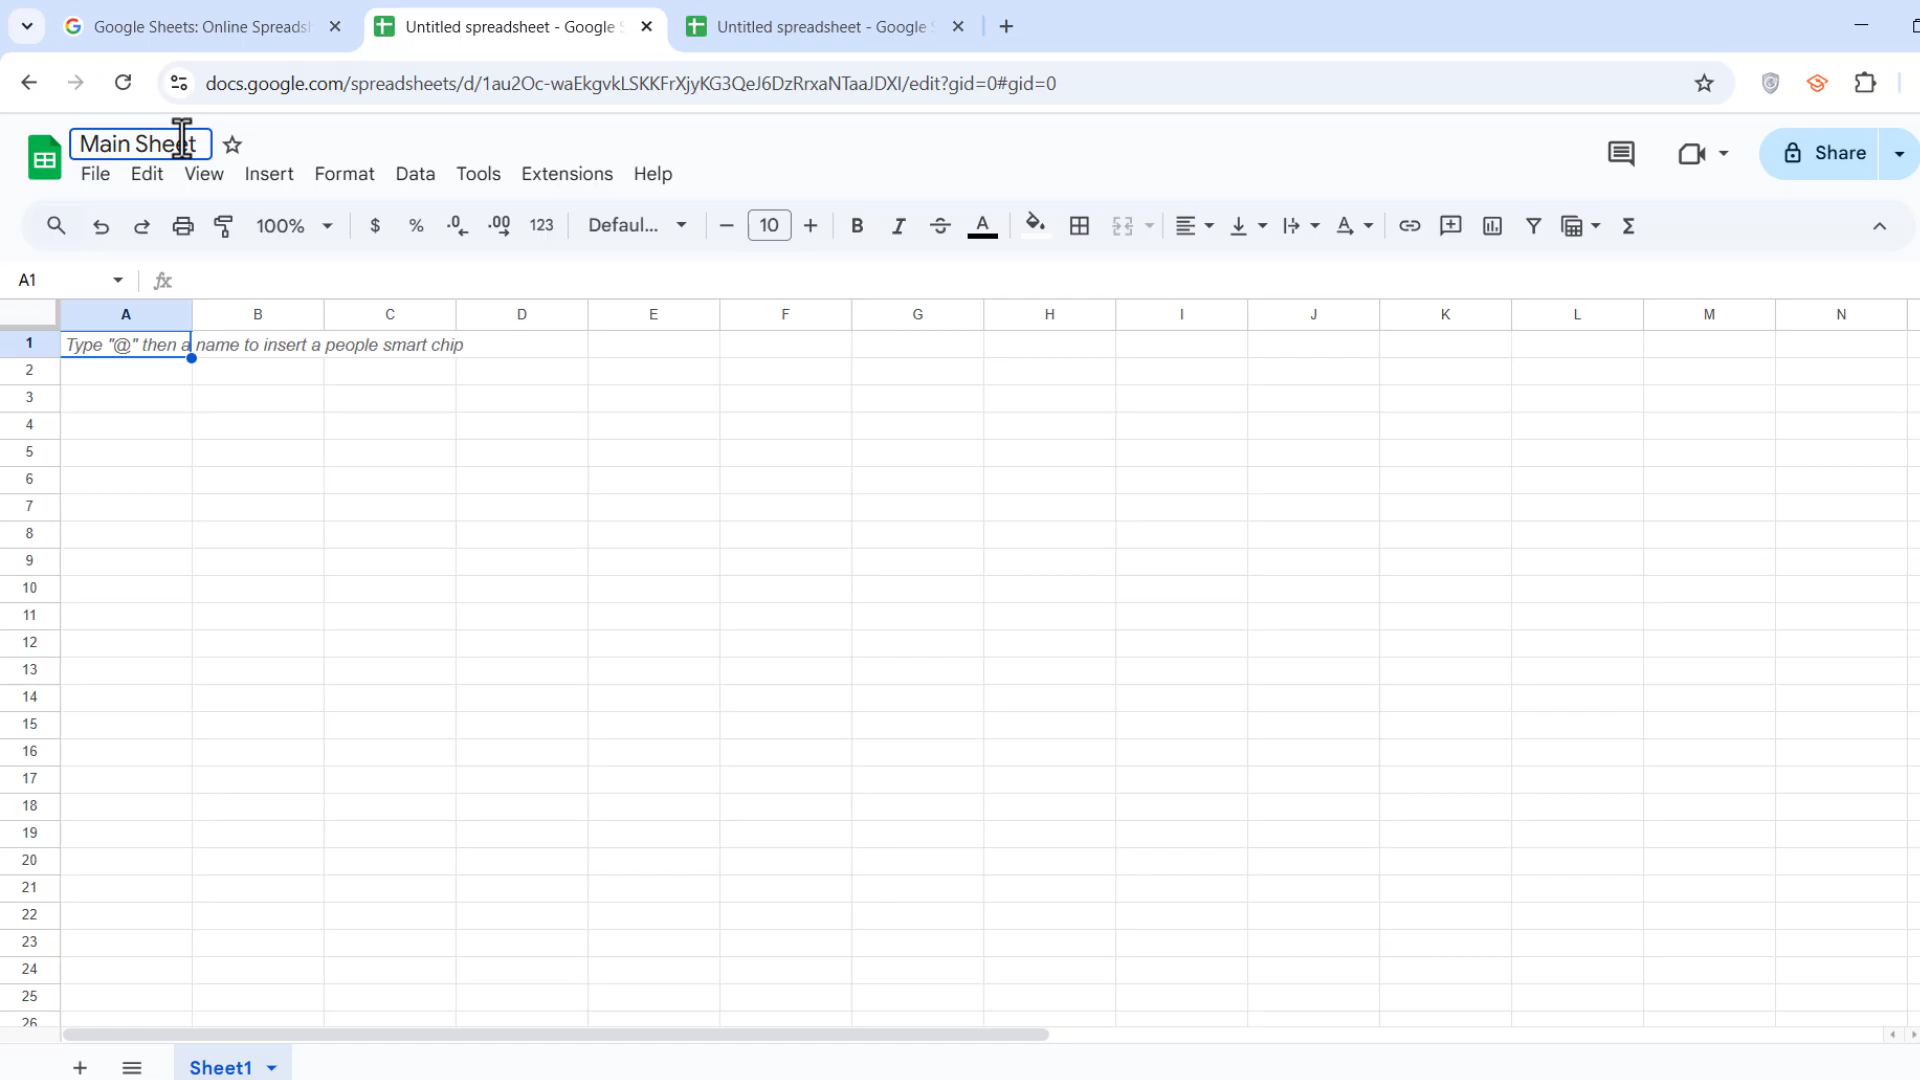 Google Sheets: Online Spreads
Untitled spreadsheet - Google S
Untitled spreadsheet - Google S
docs.google.com/spreadsheets/d/1au2Oc-waEkgvkLSKKFrXjyKG3QeJ6DzRrxaNTaaJDXI/edit?gid=0#gid=0
Main Sheet
Share
File Edit View Insert Format Data Tools Extensions Help
100% $ % .0 .00 123 Defaul... 10 B I S A
A1 fx
A B C D E F G H I J K L M N
1 Type "@" then a name to insert a people smart chip
2
3
4
5
6
7
8
9
10
11
12
13
14
15
16
17
18
19
20
21
22
23
24
25
26
Sheet1